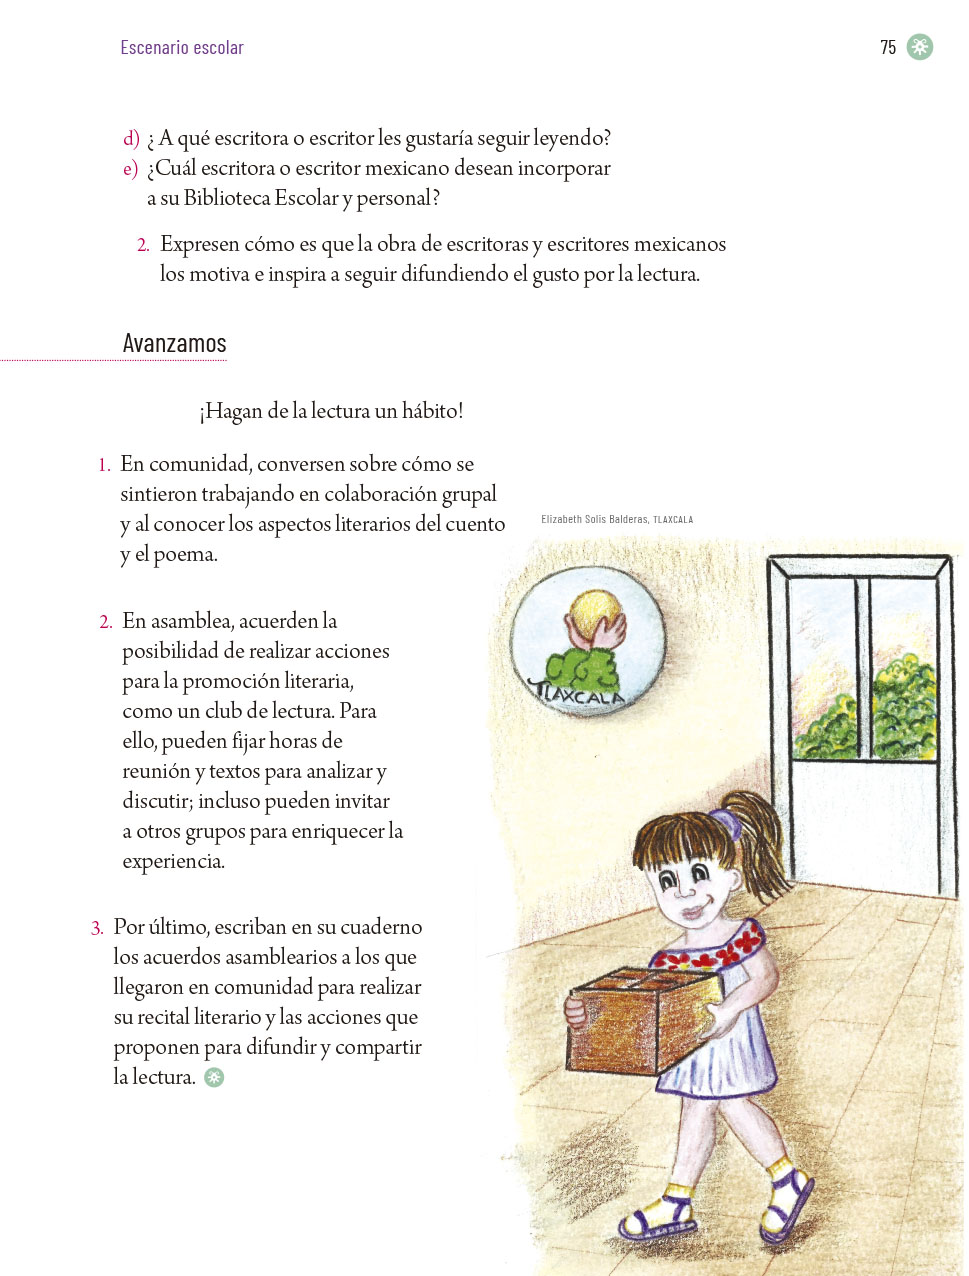 Escenario escolar
75
d) ¿ A qué escritora o escritor les gustaría seguir leyendo?
e) ¿Cuál escritora o escritor mexicano desean incorporar
a su Biblioteca Escolar y personal?
2. Expresen cómo es que la obra de escritoras y escritores mexicanos
los motiva e inspira a seguir difundiendo el gusto por la lectura.
Avanzamos
¡Hagan de la lectura un hábito!
1. En comunidad, conversen sobre cómo se
sintieron trabajando en colaboración grupal
y al conocer los aspectos literarios del cuento
y el poema.
Elizabeth Solis Balderas, TLAXCALA
TLAXCALA
2. En asamblea, acuerden la
posibilidad de realizar acciones
para la promoción literaria,
como un club de lectura. Para
ello, pueden fijar horas de
reunión y textos para analizar y
discutir; incluso pueden invitar
a otros grupos para enriquecer la
experiencia.
3. Por último, escriban en su cuaderno
los acuerdos asamblearios a los que
llegaron en comunidad para realizar
su recital literario y las acciones que
proponen para difundir y compartir
la lectura.